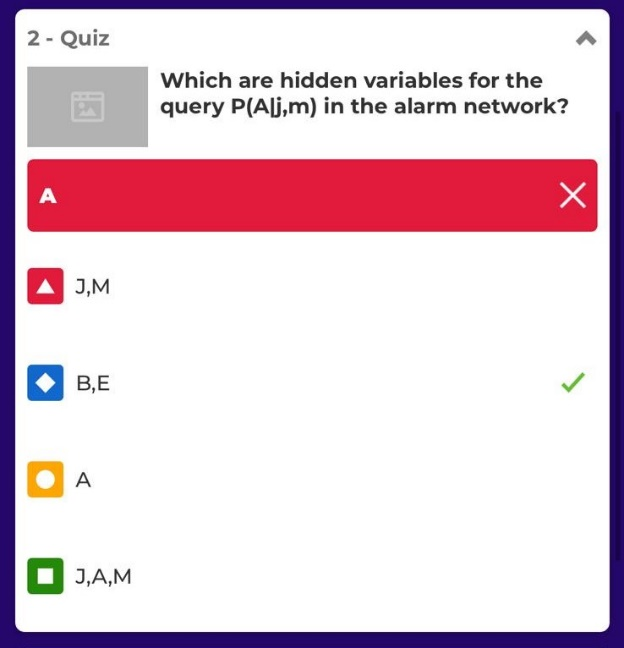 2 - Quiz
Which are hidden variables for the
query P(A|j,m) in the alarm network?
A
J,M
B,E
A
J,A,M